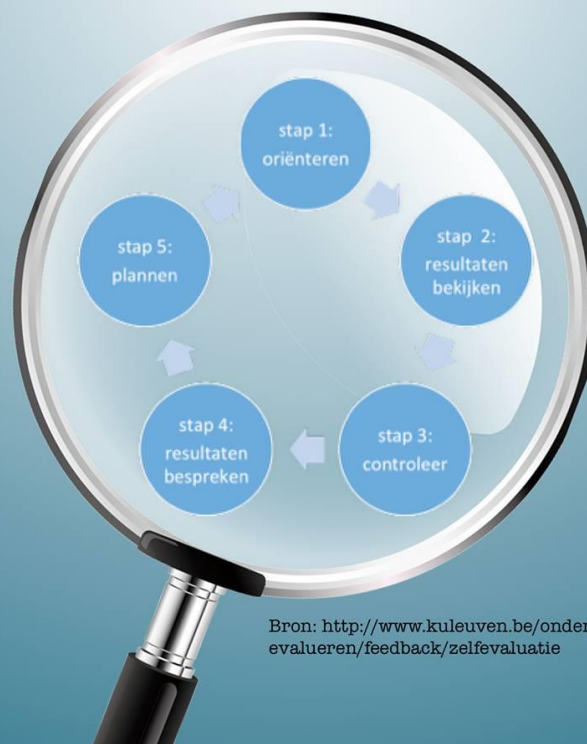 stap 1:
oriënteren
stap 2:
resultaten
bekijken
stap 3:
controleer
stap 4:
resultaten
bespreken
stap 5:
plannen
Bron: http://www.kuleuven.be/onder
evalueren/feedback/zelfevaluatie